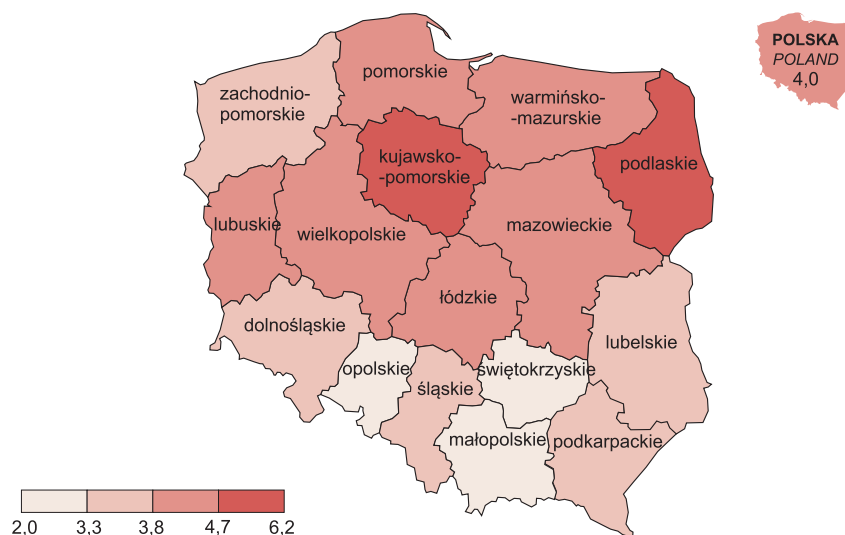 POLSKA
POLAND
4,0
pomorskie
zachodnio-
pomorskie
warmińsko-
-mazurskie
kujawsko-
-pomorskie
podlaskie
lubuskie
wielkopolskie
mazowieckie
łódzkie
dolnośląskie
lubelskie
opolskie
świętokrzyskie
śląskie
małopolskie
podkarpackie
2,0 3,3 3,8 4,7 6,2